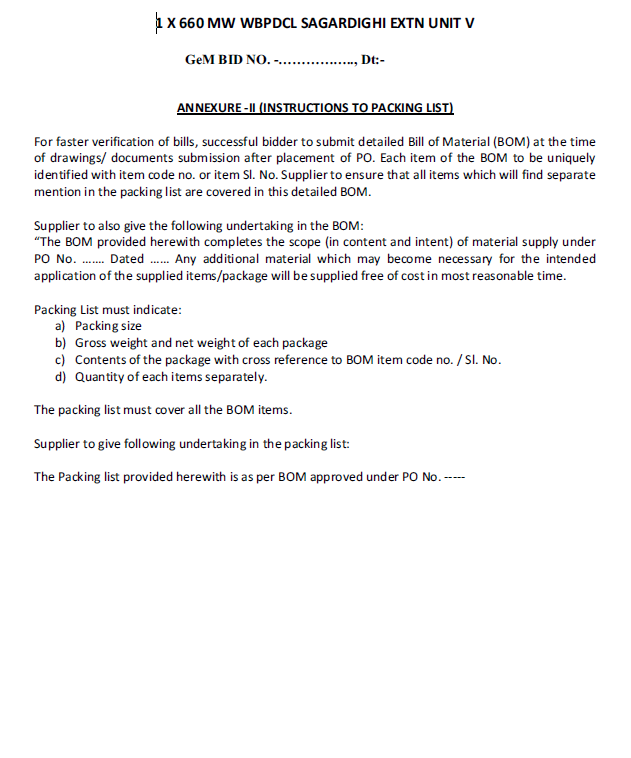 1 X 660 MW WBPDCL SAGARDIGHI EXTN UNIT V
GeM BID NO. -................., Dt:-
ANNEXURE -II (INSTRUCTIONS TO PACKING LIST)
For faster verification of bills, successful bidder to submit detailed Bill of Material (BOM) at the time
of drawings/ documents submission after placement of PO. Each item of the BOM to be uniquely
identified with item code no. or item Sl. No. Supplier to ensure that all items which will find separate
mention in the packing list are covered in this detailed BOM.
Supplier to also give the following undertaking in the BOM:
“The BOM provided herewith completes the scope (in content and intent) of material supply under
PO No. ....... Dated ...... Any additional material which may become necessary for the intended
application of the supplied items/package will be supplied free of cost in most reasonable time.
Packing List must indicate:
a) Packing size
b) Gross weight and net weight of each package
c) Contents of the package with cross reference to BOM item code no. / Sl. No.
d) Quantity of each items separately.
The packing list must cover all the BOM items.
Supplier to give following undertaking in the packing list:
The Packing list provided herewith is as per BOM approved under PO No. -----